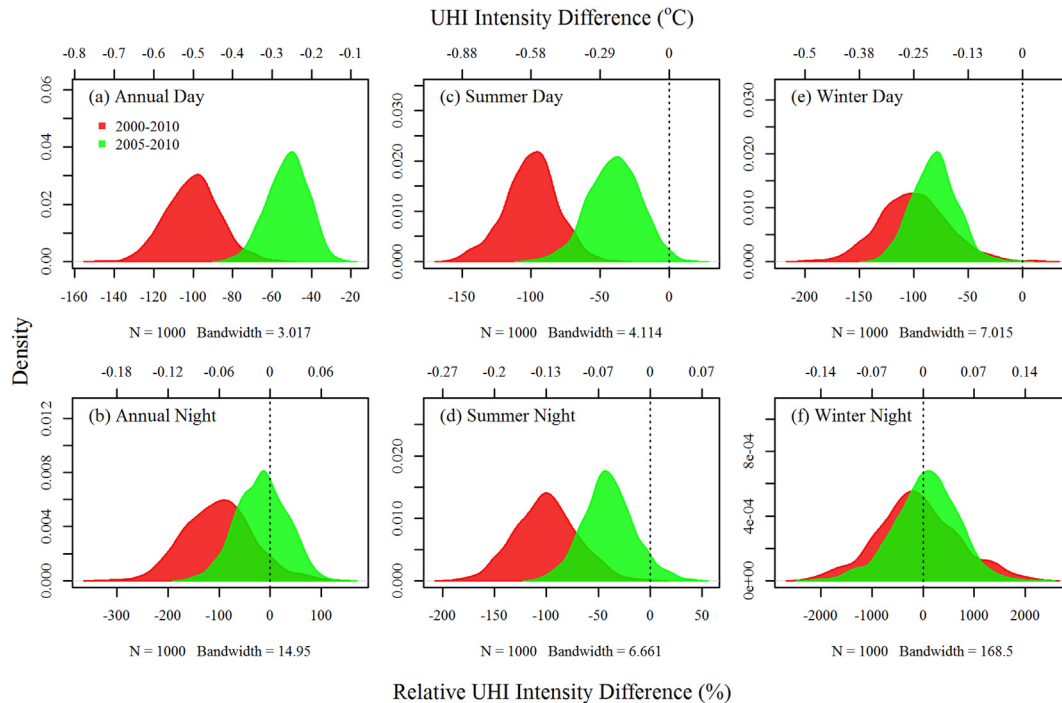 UHI Intensity Difference (°C)
-0.8 -0.7 -0.6 -0.5 -0.4 -0.3 -0.2 -0.1
-0.88 -0.58 -0.29 0
-0.5 -0.38 -0.25 -0.13 0
(a) Annual Day
2000-2010
2005-2010
0.00 0.02 0.04 0.06
-160 -140 -120 -100 -80 -60 -40 -20
N = 1000 Bandwidth = 3.017
(c) Summer Day
0.000 0.010 0.020 0.030
-150 -100 -50 0
N = 1000 Bandwidth = 4.114
(e) Winter Day
0.00 0.01 0.02 0.03
-200 -150 -100 -50 0
N = 1000 Bandwidth = 7.015
Density
-0.18 -0.12 -0.06 0 0.06
-0.27 -0.2 -0.13 -0.07 0 0.07
-0.14 -0.07 0 0.07 0.14
(b) Annual Night
0.000 0.004 0.008 0.012
-300 -200 -100 0 100
N = 1000 Bandwidth = 14.95
(d) Summer Night
0.000 0.010 0.020
-200 -150 -100 -50 0 50
N = 1000 Bandwidth = 6.661
(f) Winter Night
0e+00 4e-04 8e-04
-2000 -1000 0 1000 2000
N = 1000 Bandwidth = 168.5
Relative UHI Intensity Difference (%)